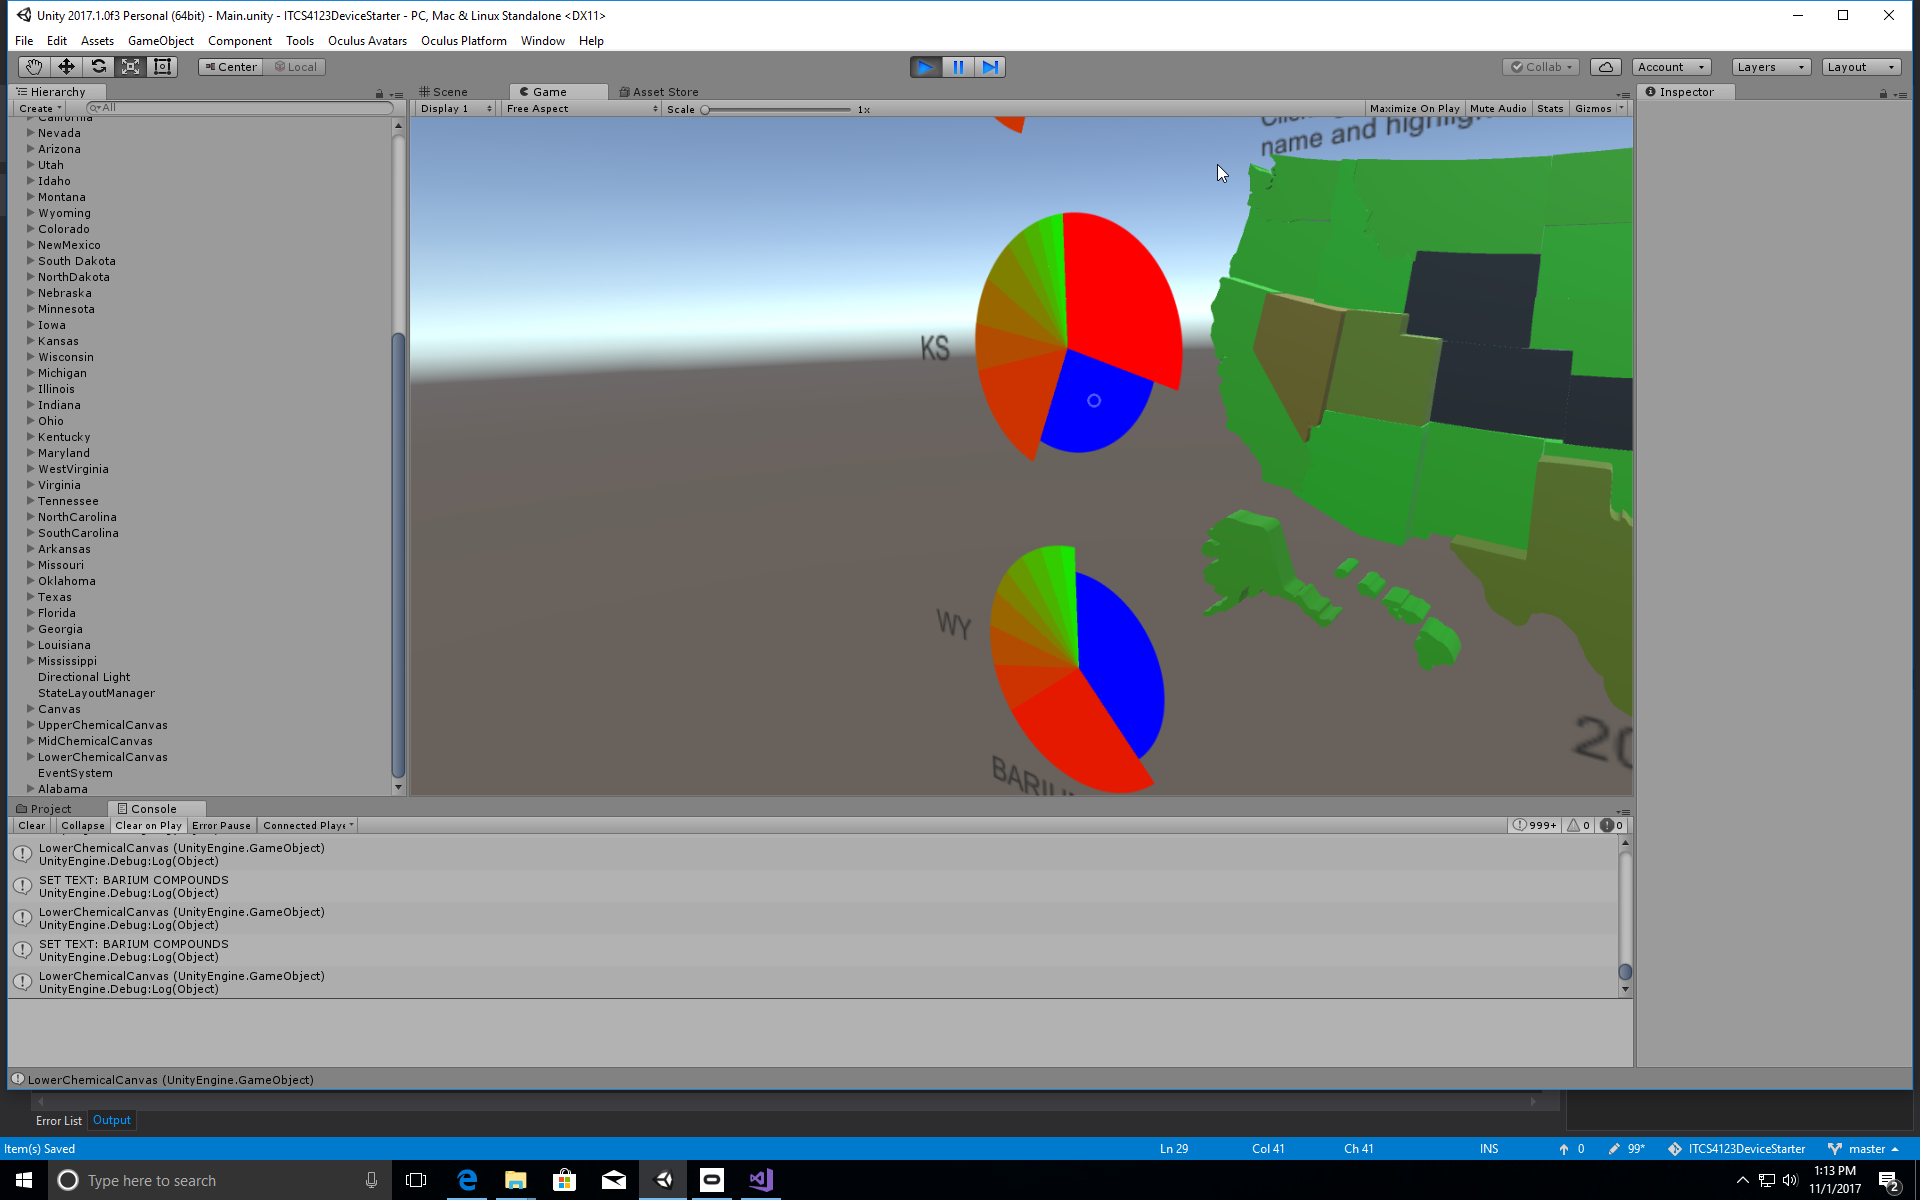 Unity 2017.1.0f3 Personal (64bit) - Main.unity - ITCS4123DeviceStarter - PC, Mac & Linux Standalone <DX11>
File Edit Assets GameObject Component Tools Oculus Avatars Oculus Platform Window Help
Center Local
Collab Account Layers Layout
Hierarchy
Create All
California
Nevada
Arizona
Utah
Idaho
Montana
Wyoming
Colorado
NewMexico
South Dakota
NorthDakota
Nebraska
Minnesota
Iowa
Kansas
Wisconsin
Michigan
Illinois
Indiana
Ohio
Kentucky
Maryland
WestVirginia
Virginia
Tennessee
NorthCarolina
SouthCarolina
Arkansas
Missouri
Oklahoma
Texas
Florida
Georgia
Louisiana
Mississippi
Directional Light
StateLayoutManager
Canvas
UpperChemicalCanvas
MidChemicalCanvas
LowerChemicalCanvas
EventSystem
Alabama
Scene Game Asset Store
Display 1 Free Aspect Scale 1x Maximize On Play Mute Audio Stats Gizmos
name and
KS
WY
20
Inspector
Project Console
Clear Collapse Clear on Play Error Pause Connected Playe 999+ 0 0
LowerChemicalCanvas (UnityEngine.GameObject)
UnityEngine.Debug:Log(Object)
SET TEXT: BARIUM COMPOUNDS
UnityEngine.Debug:Log(Object)
LowerChemicalCanvas (UnityEngine.GameObject)
UnityEngine.Debug:Log(Object)
SET TEXT: BARIUM COMPOUNDS
UnityEngine.Debug:Log(Object)
LowerChemicalCanvas (UnityEngine.GameObject)
UnityEngine.Debug:Log(Object)
LowerChemicalCanvas (UnityEngine.GameObject)
Error List Output
Item(s) Saved Ln 29 Col 41 Ch 41 INS 0 99* ITCS4123DeviceStarter master
Type here to search
1:13 PM
11/1/2017
2